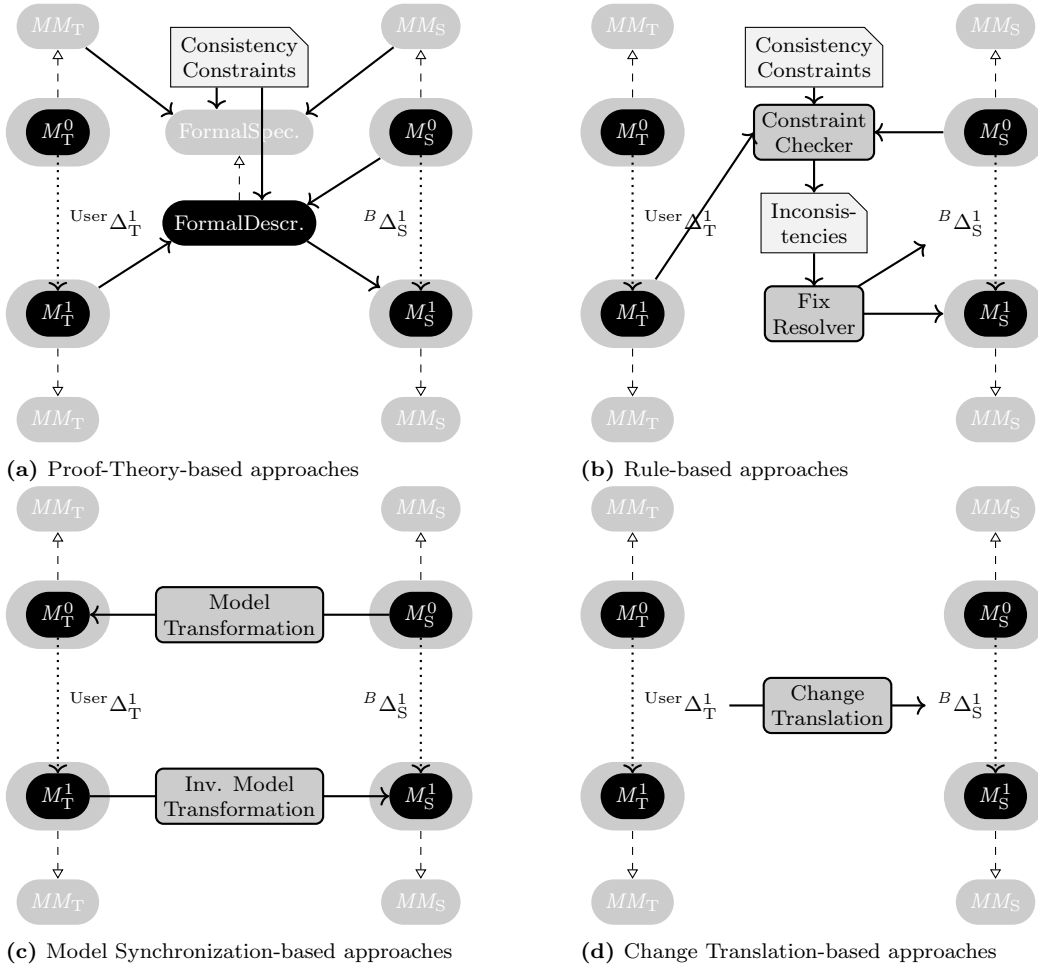 MM_T
MM_S
Consistency
Constraints
FormalSpec.
M_T^0
M_S^0
User Δ_T^1
FormalDescr.
B Δ_S^1
M_T^1
M_S^1
MM_T
MM_S
(a) Proof-Theory-based approaches
MM_T
MM_S
Consistency
Constraints
M_T^0
Constraint
Checker
M_S^0
User Δ_T^1
Inconsis-
tencies
B Δ_S^1
M_T^1
Fix
Resolver
M_S^1
MM_T
MM_S
(b) Rule-based approaches
MM_T
MM_S
M_T^0
Model
Transformation
M_S^0
User Δ_T^1
B Δ_S^1
M_T^1
Inv. Model
Transformation
M_S^1
MM_T
MM_S
(c) Model Synchronization-based approaches
MM_T
MM_S
M_T^0
M_S^0
User Δ_T^1
Change
Translation
B Δ_S^1
M_T^1
M_S^1
MM_T
MM_S
(d) Change Translation-based approaches